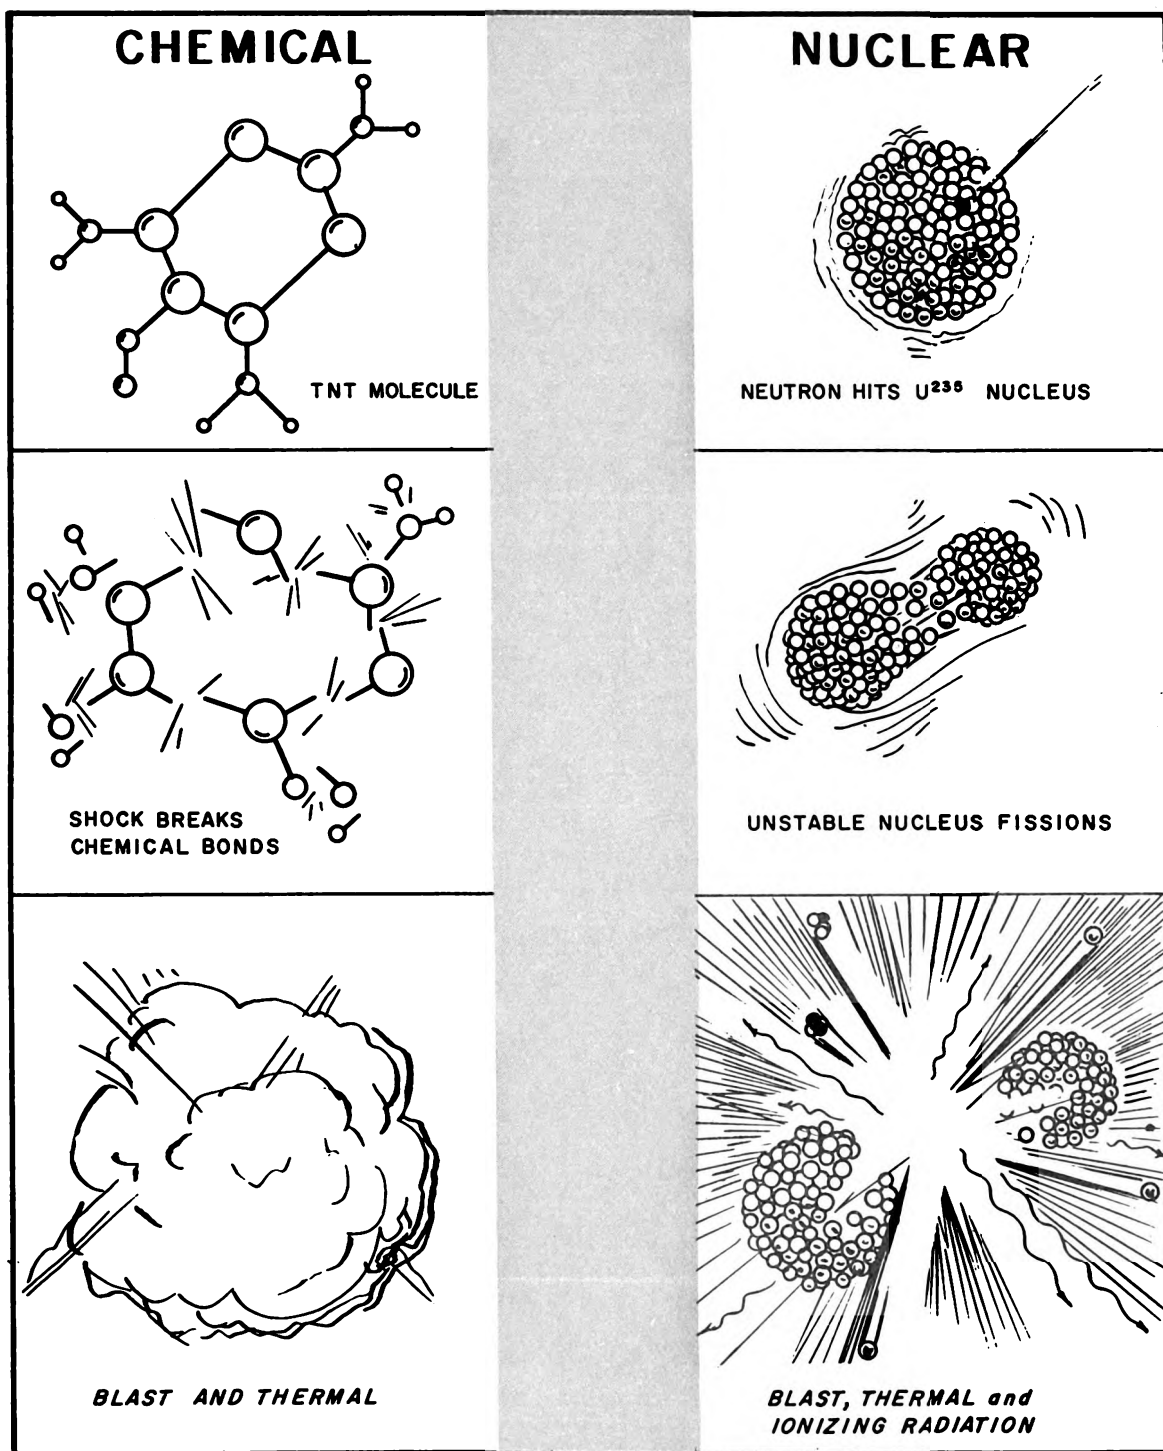 CHEMICAL
NUCLEAR
TNT MOLECULE
NEUTRON HITS U²³⁵ NUCLEUS
SHOCK BREAKS
CHEMICAL BONDS
UNSTABLE NUCLEUS FISSIONS
BLAST AND THERMAL
BLAST, THERMAL and
IONIZING RADIATION